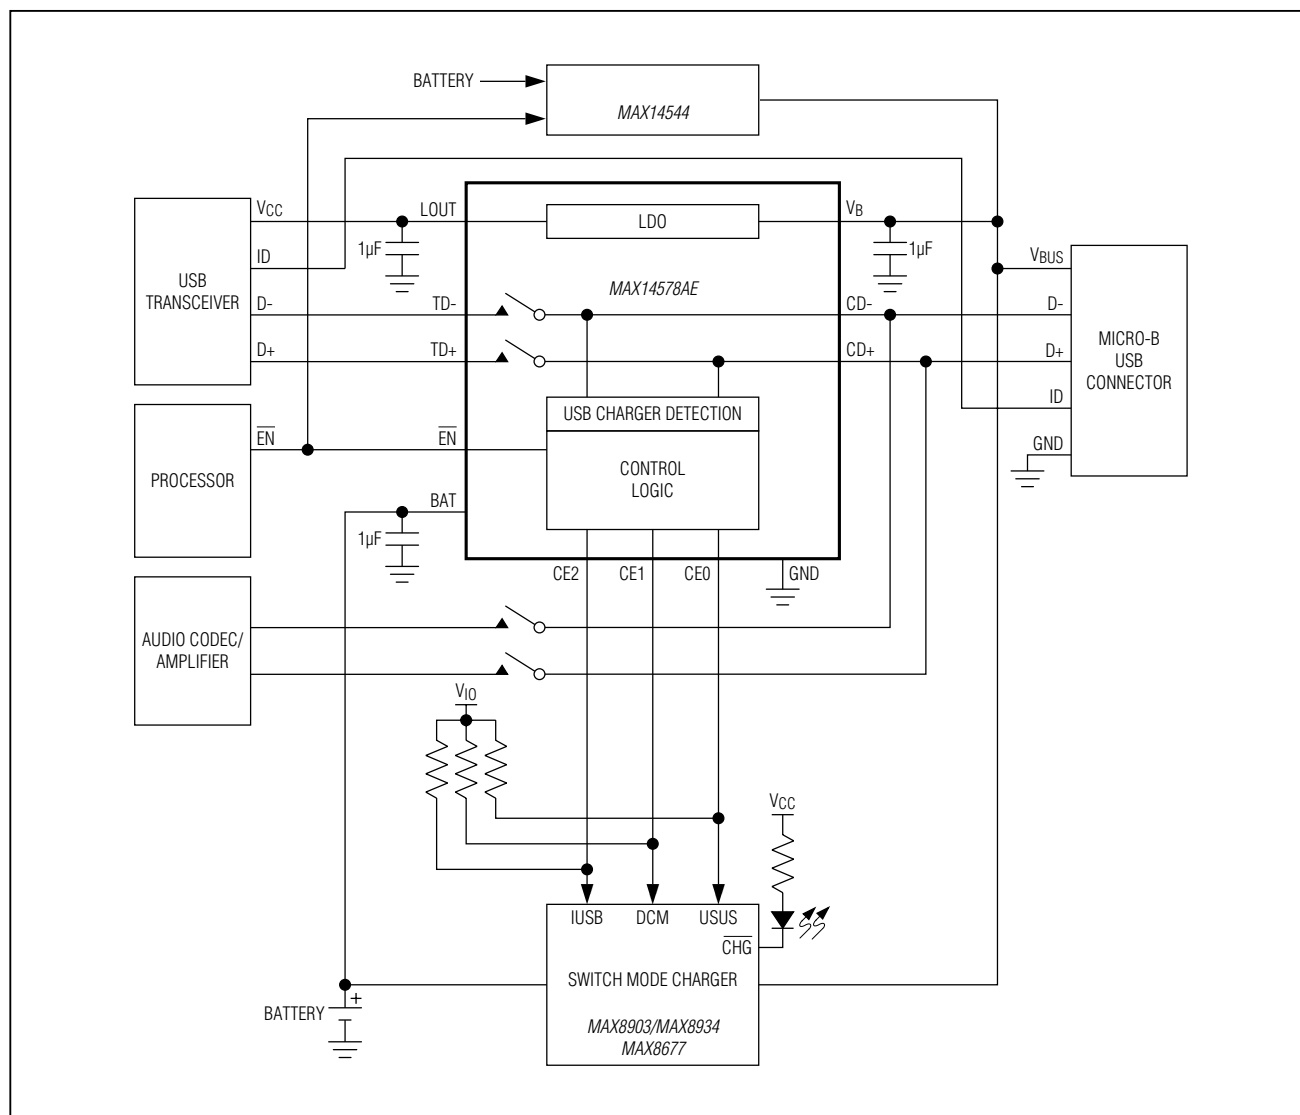 BATTERY
MAX14544
VCC
LOUT
LDO
VB
1µF
1µF
ID
USB
TRANSCEIVER
MAX14578AE
VBUS
D-
TD-
CD-
D-
D+
TD+
CD+
D+
MICRO-B
USB
CONNECTOR
ID
GND
USB CHARGER DETECTION
EN
EN
CONTROL
LOGIC
PROCESSOR
BAT
1µF
CE2
CE1
CE0
GND
AUDIO CODEC/
AMPLIFIER
VIO
VCC
IUSB
DCM
USUS
CHG
SWITCH MODE CHARGER
+
BATTERY
MAX8903/MAX8934
MAX8677